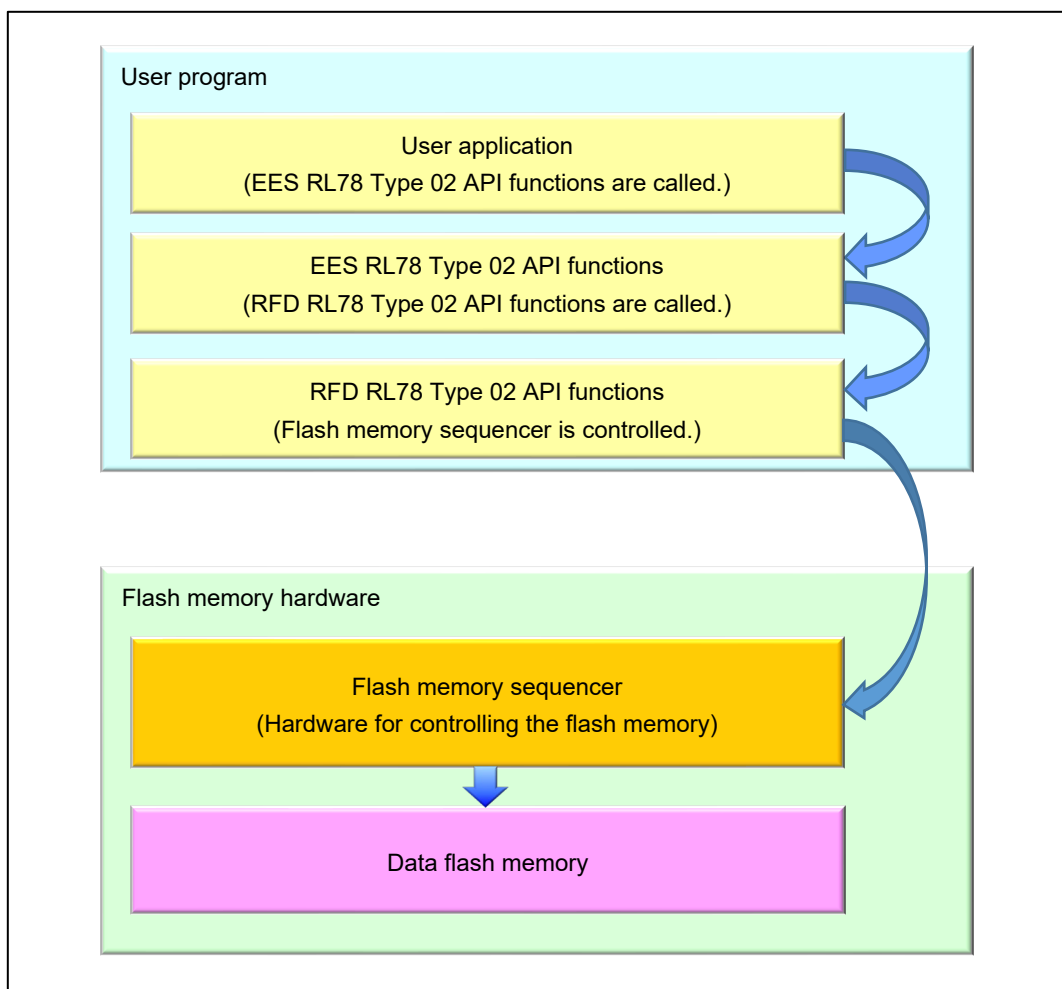 User program
User application
(EES RL78 Type 02 API functions are called.)
EES RL78 Type 02 API functions
(RFD RL78 Type 02 API functions are called.)
RFD RL78 Type 02 API functions
(Flash memory sequencer is controlled.)
Flash memory hardware
Flash memory sequencer
(Hardware for controlling the flash memory)
Data flash memory